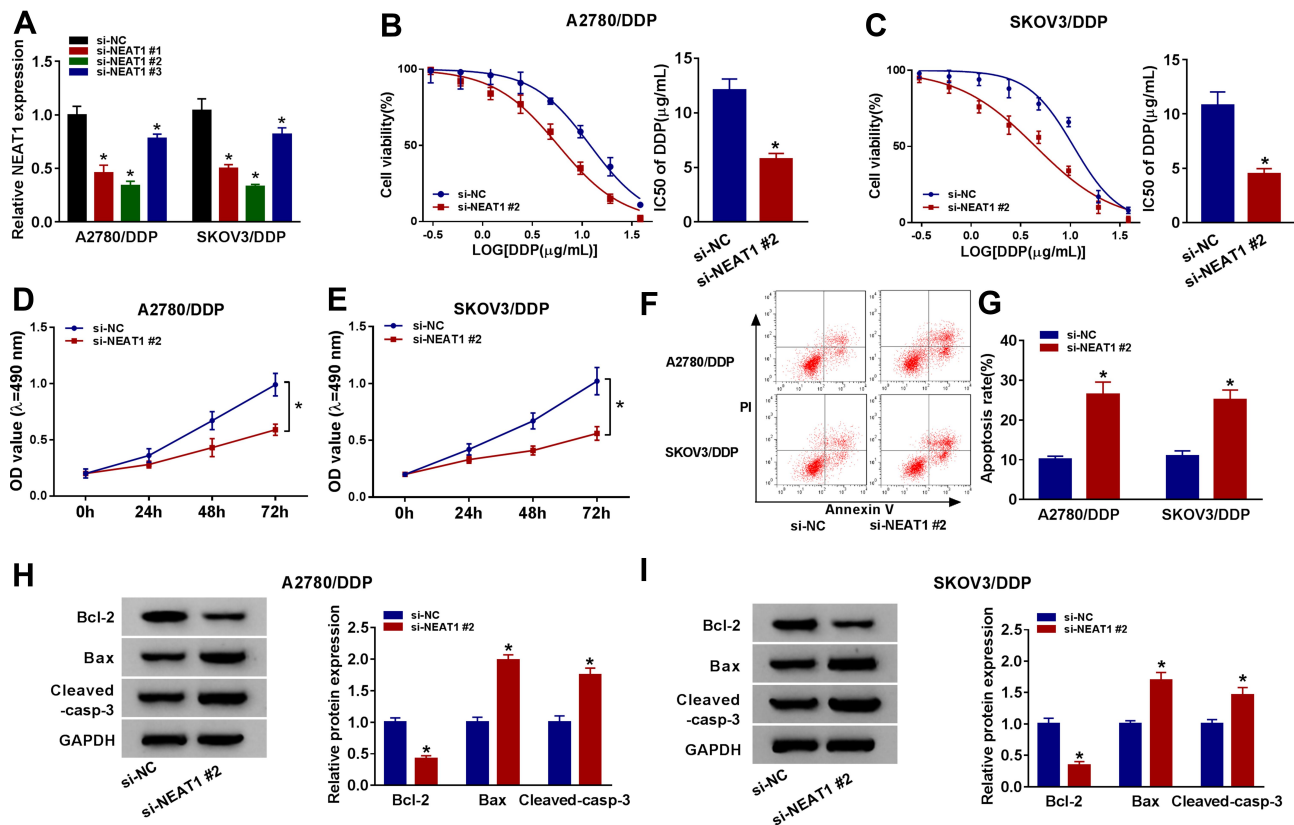 A
si-NC
si-NEAT1 #1
si-NEAT1 #2
si-NEAT1 #3
Relative NEAT1 expression
1.5
1.0
0.5
0.0
* * * * * *
A2780/DDP SKOV3/DDP
B
A2780/DDP
Cell viability(%)
100
50
0
si-NC
si-NEAT1 #2
-0.5 0.0 0.5 1.0 1.5
LOG[DDP(μg/mL)]
IC50 of DDP(μg/mL)
15
10
5
0
*
si-NC
si-NEAT1 #2
C
SKOV3/DDP
Cell viability(%)
100
50
0
si-NC
si-NEAT1 #2
-0.5 0.0 0.5 1.0 1.5
LOG[DDP(μg/mL)]
IC50 of DDP(μg/mL)
15
10
5
0
*
si-NC
si-NEAT1 #2
D
A2780/DDP
OD value (λ=490 nm)
1.5
1.0
0.5
0.0
si-NC
si-NEAT1 #2
*
0h 24h 48h 72h
E
SKOV3/DDP
OD value (λ=490 nm)
1.5
1.0
0.5
0.0
si-NC
si-NEAT1 #2
*
0h 24h 48h 72h
F
A2780/DDP
PI
SKOV3/DDP
Annexin V
si-NC si-NEAT1 #2
G
Apoptosis rate(%)
40
30
20
10
0
si-NC
si-NEAT1 #2
* *
A2780/DDP SKOV3/DDP
H
A2780/DDP
Bcl-2
Bax
Cleaved
-casp-3
GAPDH
si-NC
si-NEAT1 #2
Relative protein expression
2.5
2.0
1.5
1.0
0.5
0.0
si-NC
si-NEAT1 #2
* * *
Bcl-2 Bax Cleaved-casp-3
I
SKOV3/DDP
Bcl-2
Bax
Cleaved
-casp-3
GAPDH
si-NC
si-NEAT1 #2
Relative protein expression
2.5
2.0
1.5
1.0
0.5
0.0
si-NC
si-NEAT1 #2
* * *
Bcl-2 Bax Cleaved-casp-3